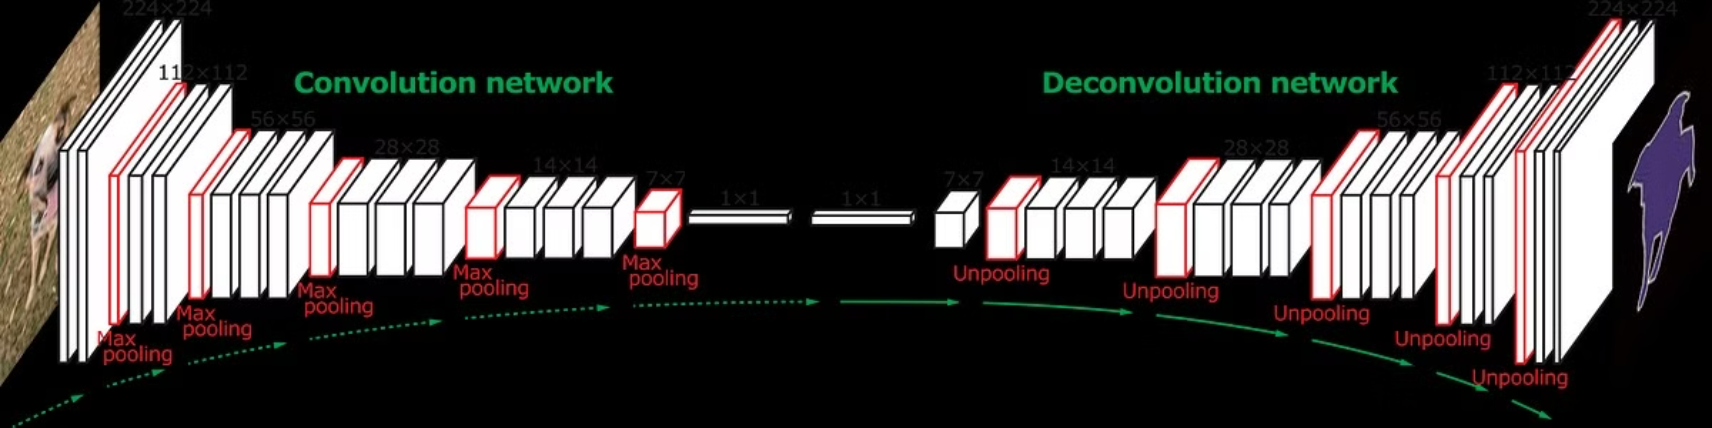 224×224
224×224
112×112
112×112
Convolution network
Deconvolution network
56×56
56×56
28×28
28×28
14×14
14×14
7×7
7×7
1×1
1×1
Max
pooling
Max
pooling
Max
pooling
Max
pooling
Max
pooling
Unpooling
Unpooling
Unpooling
Unpooling
Unpooling